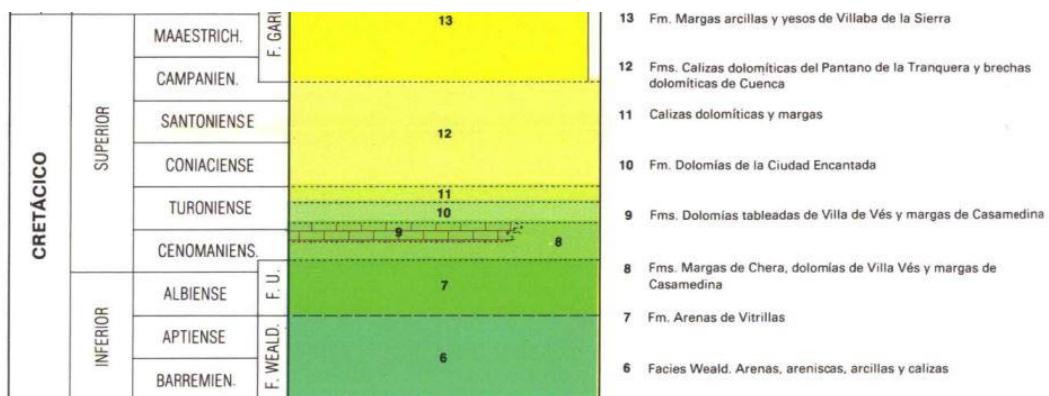 CRETÁCICO
SUPERIOR
INFERIOR
MAAESTRICH.
CAMPANIEN.
SANTONIENSE
CONIACIENSE
TURONIENSE
CENOMANIENS.
ALBIENSE
APTIENSE
BARREMIEN.
F. U.
F. WEALD.
13
12
11
10
9
8
7
6
13 Fm. Margas arcillas y yesos de Villaba de la Sierra
12 Fms. Calizas dolomíticas del Pantano de la Tranquera y brechas
dolomíticas de Cuenca
11 Calizas dolomíticas y margas
10 Fm. Dolomías de la Ciudad Encantada
9 Fms. Dolomías tableadas de Villa de Vés y margas de Casamedina
8 Fms. Margas de Chera, dolomías de Villa Vés y margas de
Casamedina
7 Fm. Arenas de Vitrillas
6 Facies Weald. Arenas, areniscas, arcillas y calizas